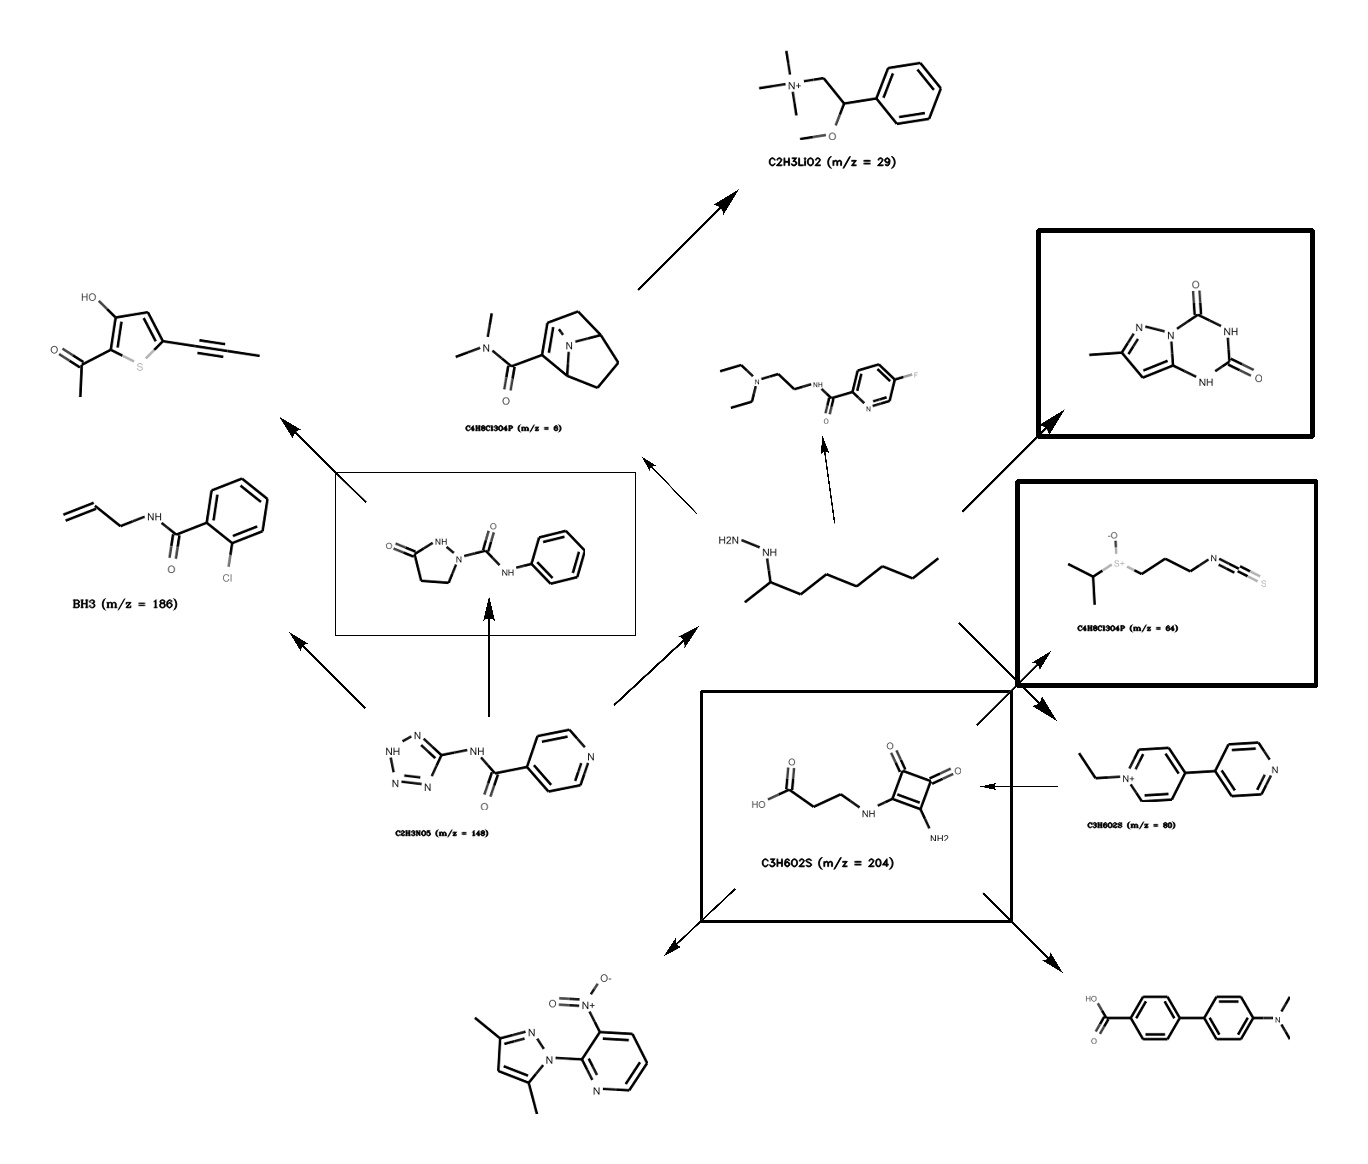 N+
O
C2H3LiO2 (m/z = 29)
HO
O
S
N
N
O
C4H8Cl3O4P (m/z = 6)
N
NH
O
N
F
O
N
N
NH
O
NH
NH
O
Cl
BH3 (m/z = 186)
O
NH
N
O
NH
H2N
NH
-O
S+
N
S
C4H8Cl3O4P (m/z = 64)
NH
N
N
N
N
NH
O
N
C2H3NO5 (m/z = 148)
O
HO
NH
O
O
NH2
C3H6O2S (m/z = 204)
N+
N
C3H6O2S (m/z = 80)
O-
O
N+
N
N
N
HO
O
N